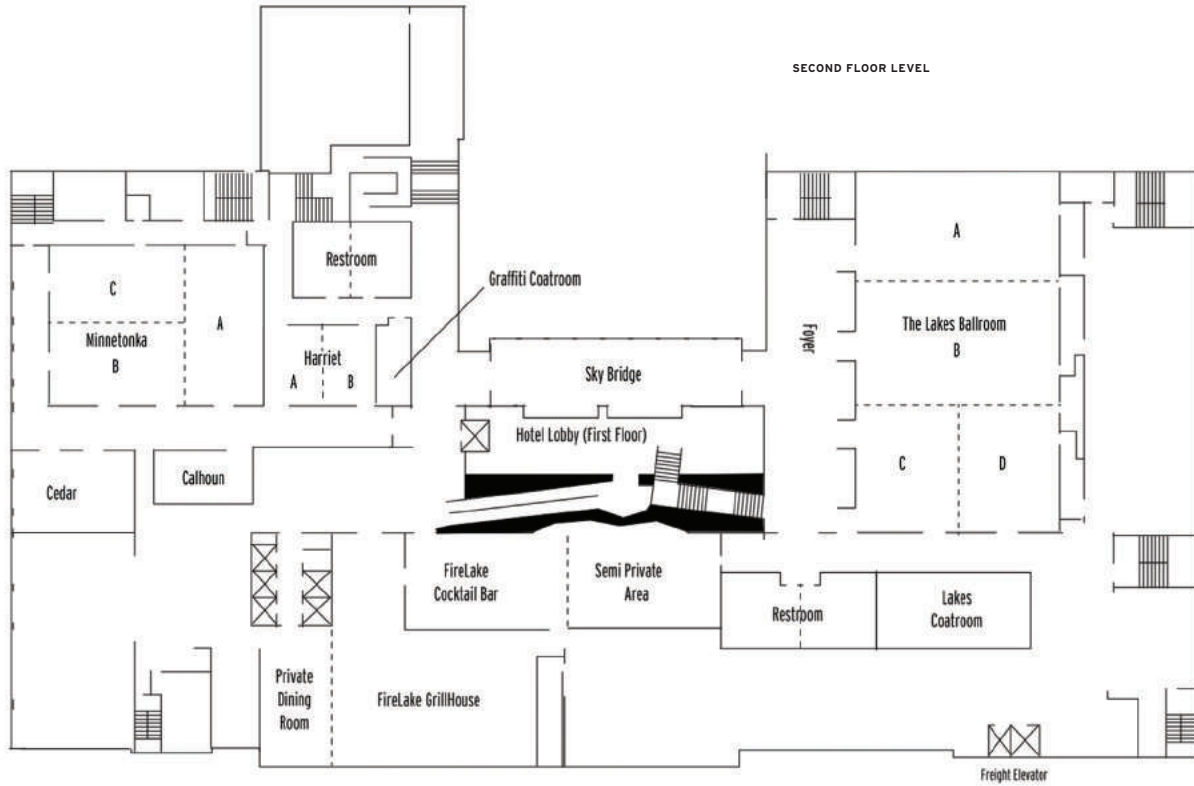 SECOND FLOOR LEVEL
A
Restroom
Graffiti Coatroom
C
A
Minnetonka
B
Harriet
A
B
Foyer
The Lakes Ballroom
B
Sky Bridge
Hotel Lobby (First Floor)
C
D
Cedar
Calhoun
FireLake
Cocktail Bar
Semi Private
Area
Restroom
Lakes
Coatroom
Private
Dining
Room
FireLake GrillHouse
Freight Elevator